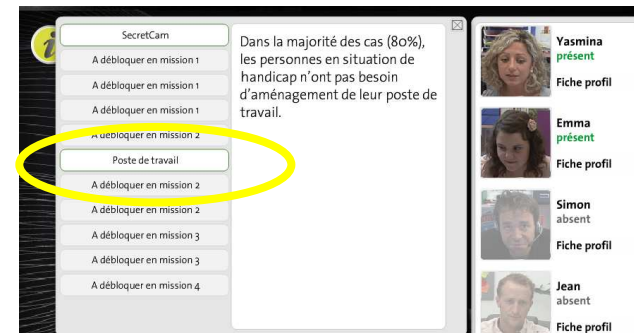 SecretCam
A débloquer en mission 1
A débloquer en mission 1
A débloquer en mission 1
A débloquer en mission 2
Poste de travail
A débloquer en mission 2
A débloquer en mission 2
A débloquer en mission 3
A débloquer en mission 3
A débloquer en mission 4
Dans la majorité des cas (80%),
les personnes en situation de
handicap n'ont pas besoin
d'aménagement de leur poste de
travail.
Yasmina
présent
Fiche profil
Emma
présent
Fiche profil
Simon
absent
Fiche profil
Jean
absent
Fiche profil